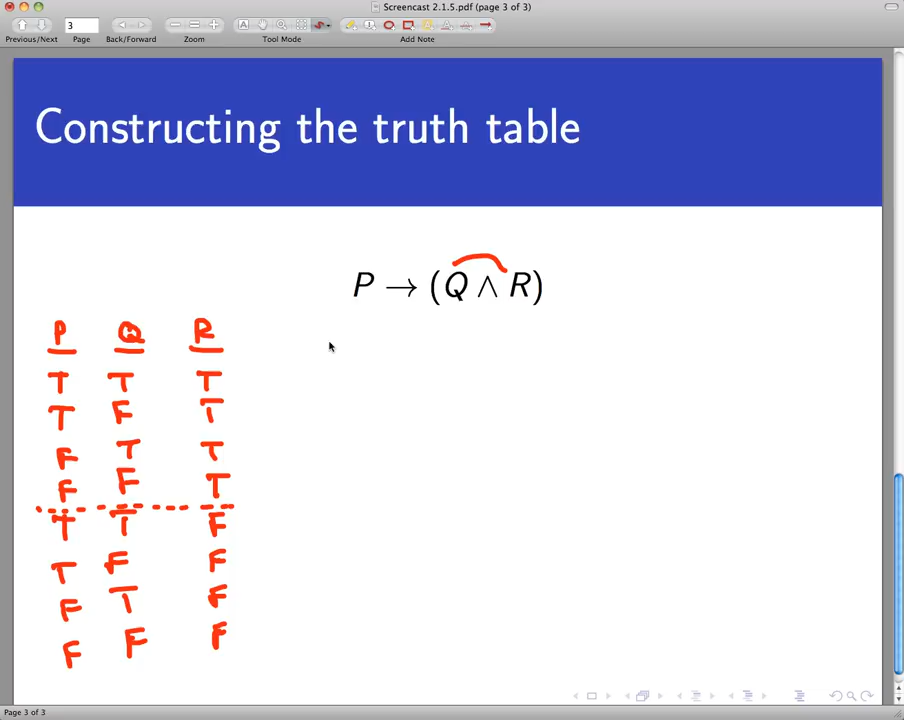 Screencast 2.1.5.pdf (page 3 of 3)
3
Previous/Next Page Back/Forward Zoom Tool Mode Add Note
Constructing the truth table
P → (Q ∧ R)
P Q R
T T T
T F T
F T T
F F T
T T F
T F F
F T F
F F F
Page 3 of 3